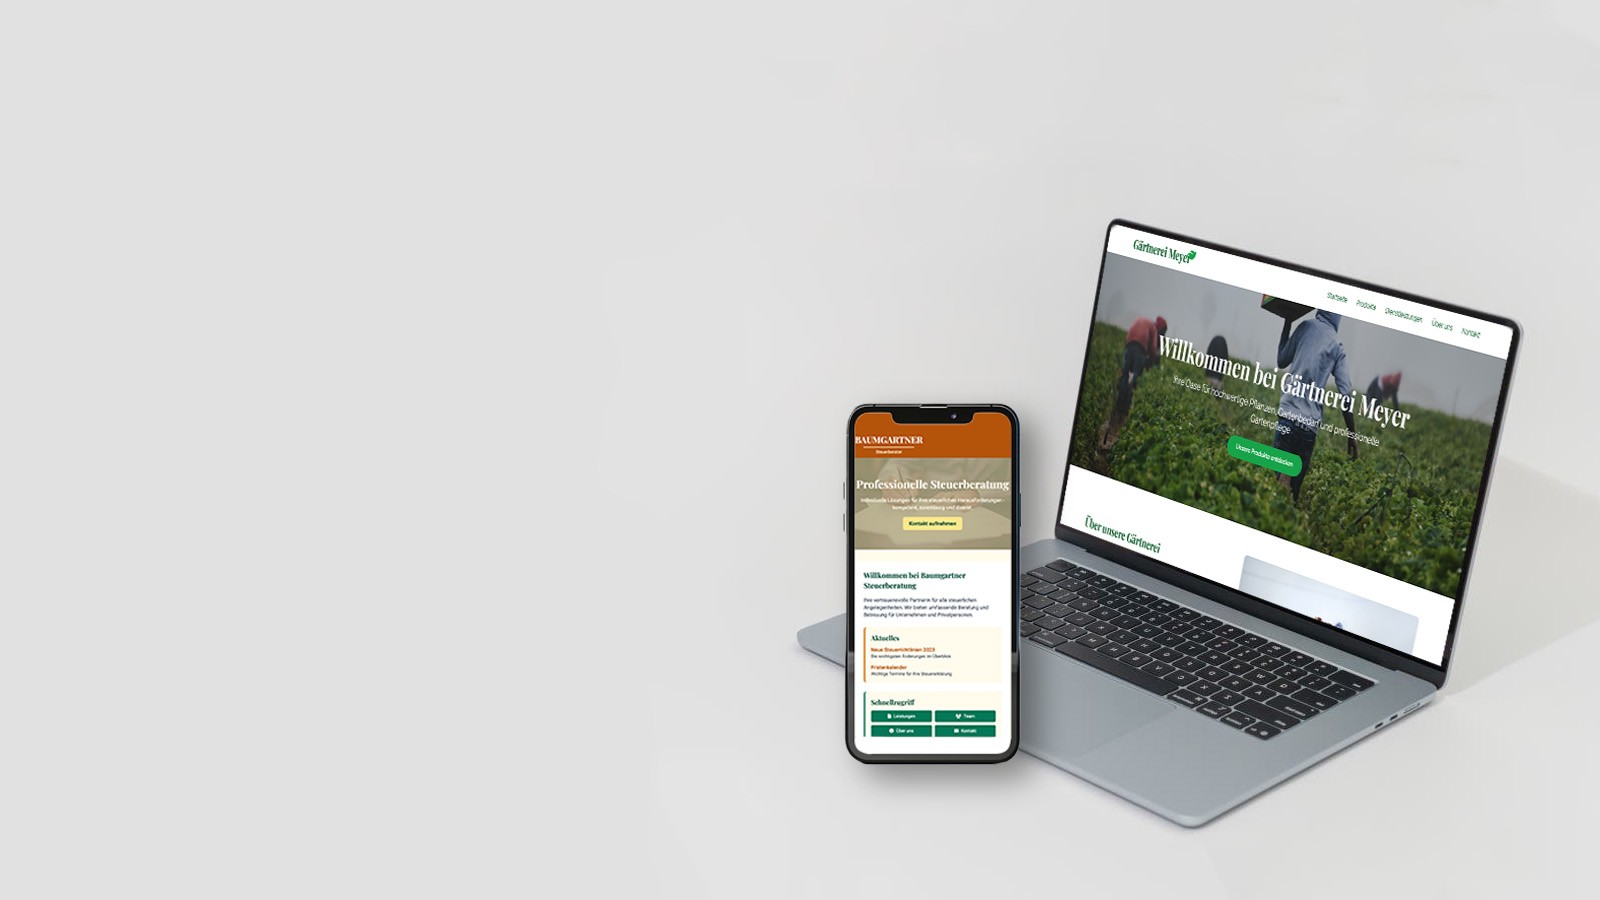 BAUMGARTNER
Steuerberater
Professionelle Steuerberatung
Individuelle Lösungen für Ihre steuerlichen Herausforderungen -
kompetent, zuverlässig und diskret.
Kontakt aufnehmen
Willkommen bei Baumgartner
Steuerberatung
Ihre vertrauensvolle Partnerin für alle steuerlichen
Angelegenheiten. Wir bieten umfassende Beratung und
Betreuung für Unternehmen und Privatpersonen.
Aktuelles
Neue Steuerrichtlinien 2023
Die wichtigsten Änderungen im Überblick
Fristenkalender
Wichtige Termine für Ihre Steuererklärung
Schnellzugriff
Leistungen
Team
Über uns
Kontakt
Gärtnerei Meyer
Startseite Produkte Dienstleistungen Über uns Kontakt
Willkommen bei Gärtnerei Meyer
Ihre Oase für hochwertige Pflanzen, Gartenbedarf und professionelle
Gartenpflege
Unsere Produkte entdecken
Über unsere Gärtnerei